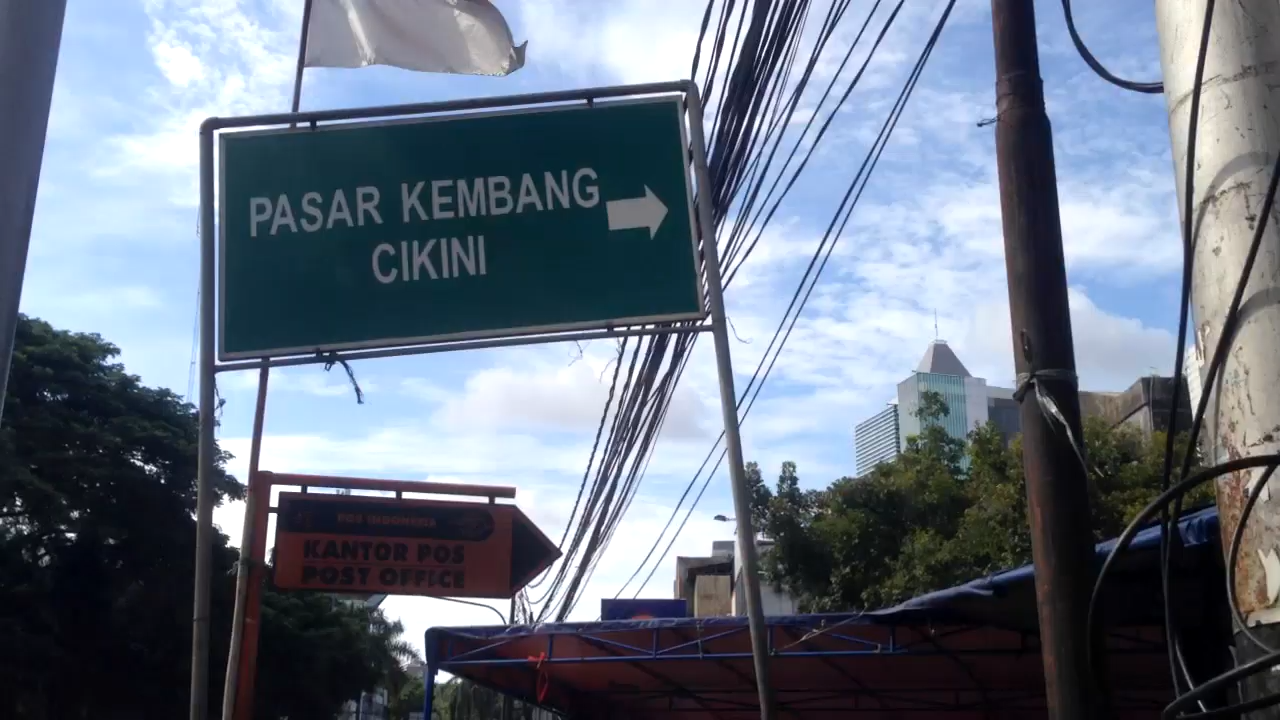 PASAR KEMBANG
CIKINI
POS INDONESIA
KANTOR POS
POST OFFICE